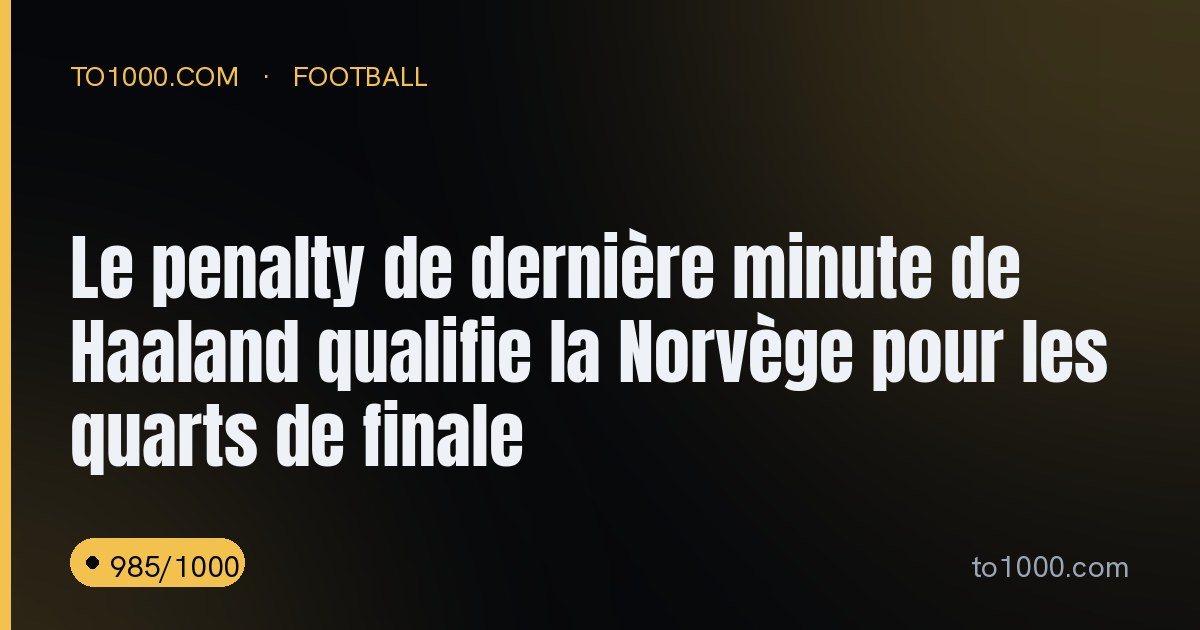 TO1000.COM · FOOTBALL
Le penalty de dernière minute de
Haaland qualifie la Norvège pour les
quarts de finale
985/1000
to1000.com